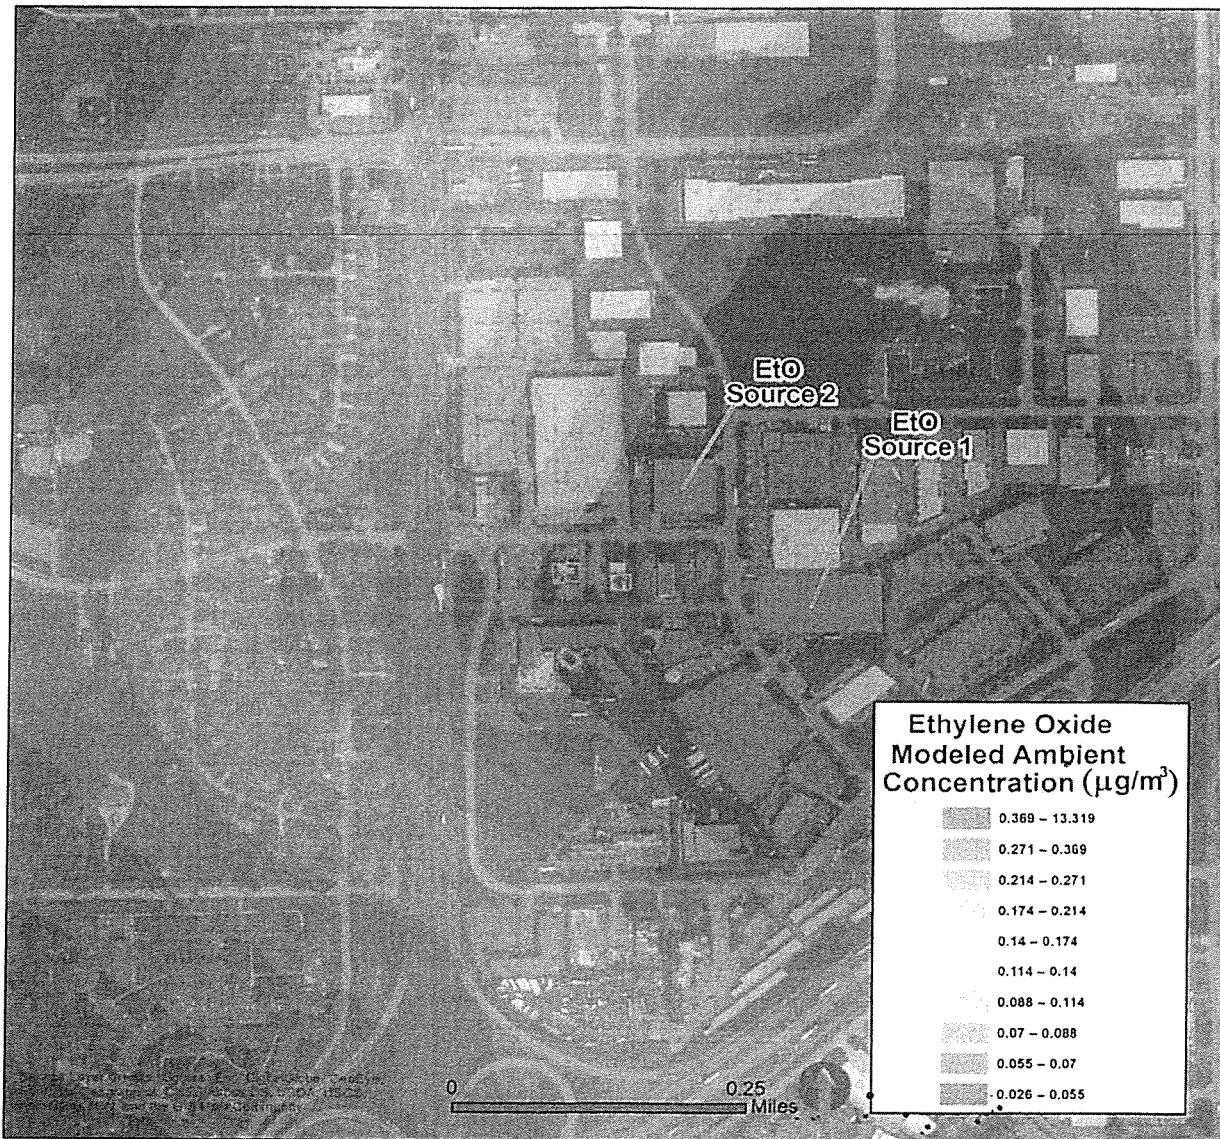 EtO
Source 2
EtO
Source 1
Ethylene Oxide
Modeled Ambient
Concentration (µg/m³)
0.369 – 13.319
0.271 – 0.369
0.214 – 0.271
0.174 – 0.214
0.14 – 0.174
0.114 – 0.14
0.088 – 0.114
0.07 – 0.088
0.055 – 0.07
0.026 – 0.055
0 0.25
Miles